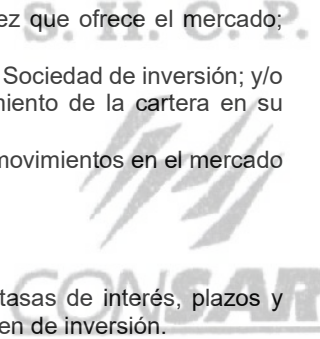 S. H. C. P.
ez que ofrece el mercado;
Sociedad de inversión; y/o
niento de la cartera en su
movimientos en el mercado
CONSAR
tasas de interés, plazos y
en de inversión.